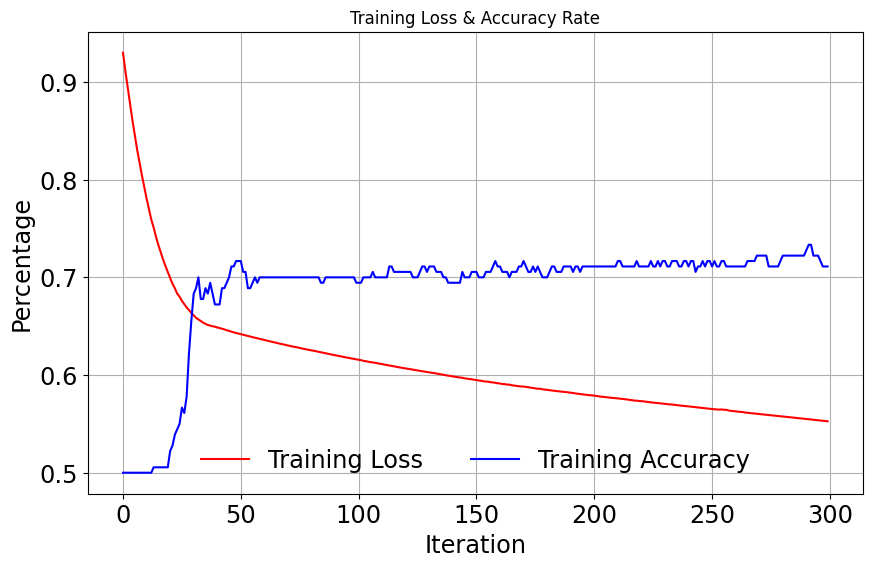 Training Loss & Accuracy Rate
Percentage
0.9
0.8
0.7
0.6
0.5
Training Loss Training Accuracy
0 50 100 150 200 250 300
Iteration